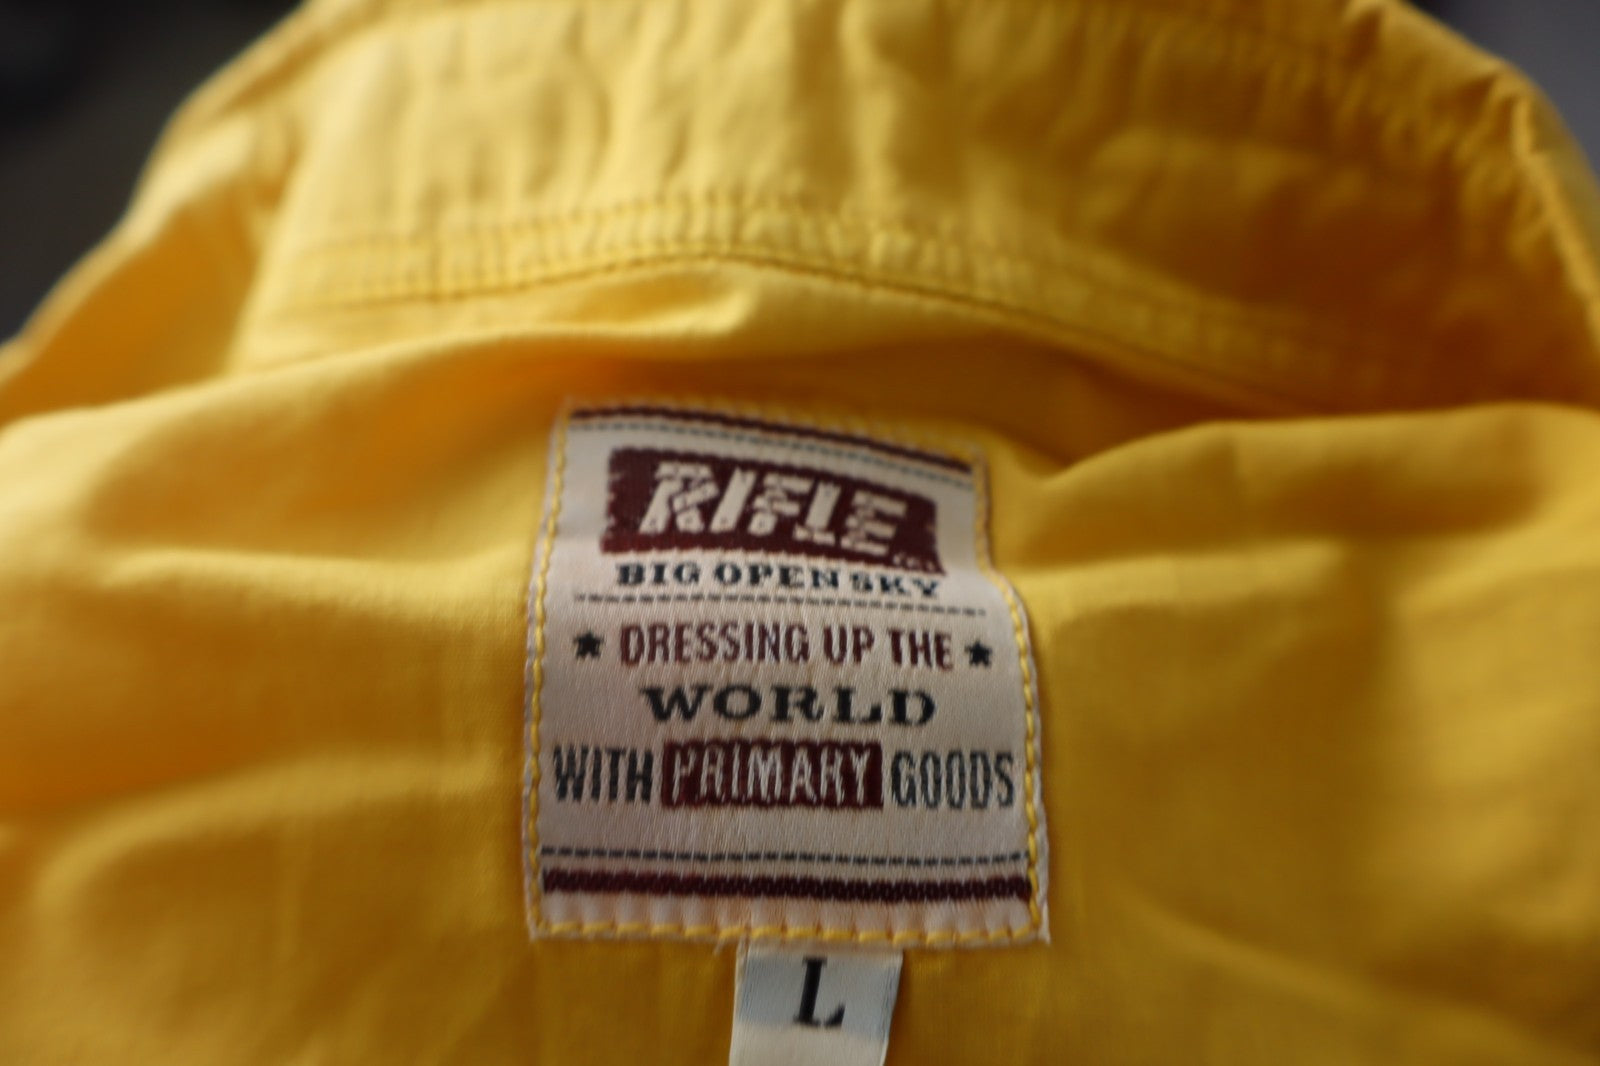 RIFLE
BIG OPEN SKY
★ DRESSING UP THE ★
WORLD
WITH PRIMARY GOODS
L